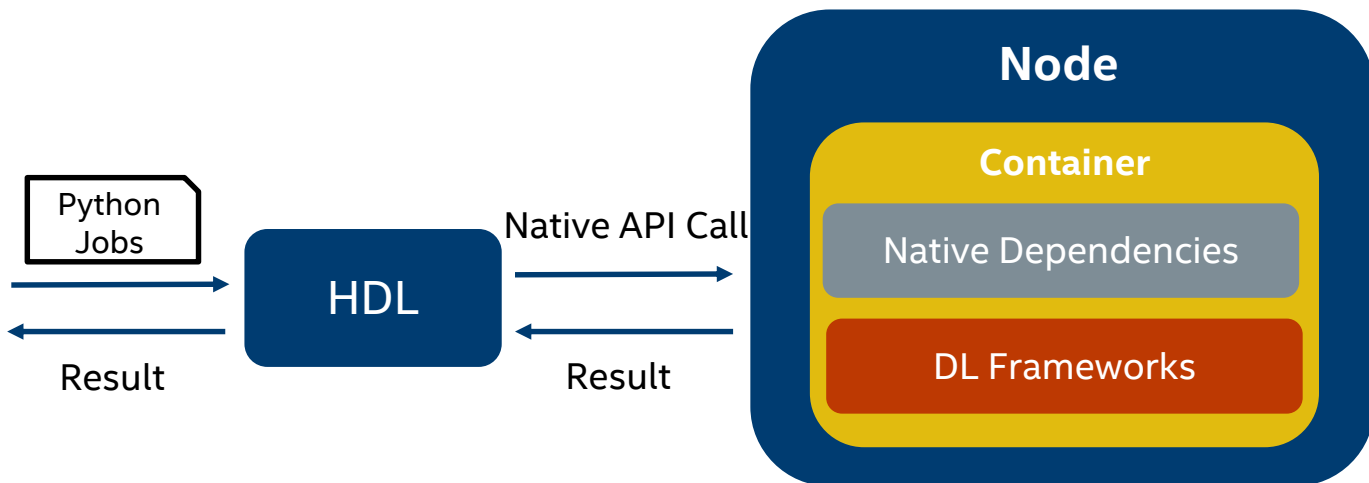 Node
Container
Python
Jobs
Native API Call
Native Dependencies
HDL
DL Frameworks
Result
Result